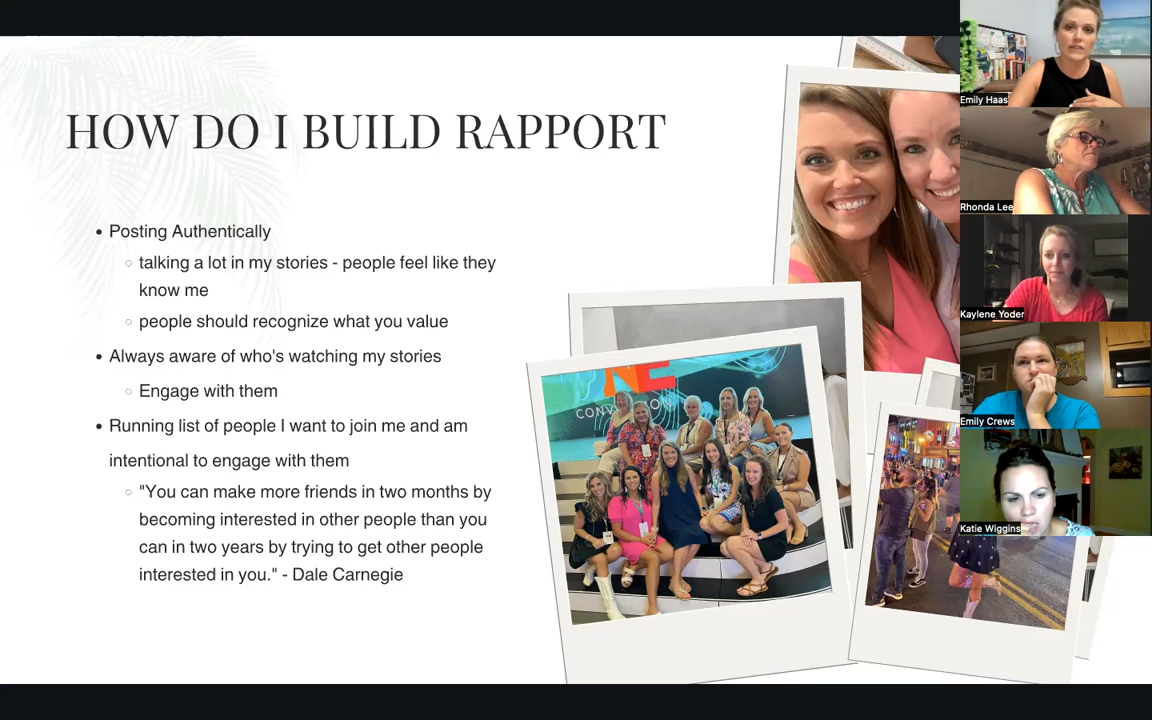 HOW DO I BUILD RAPPORT
• Posting Authentically
○ talking a lot in my stories - people feel like they
know me
○ people should recognize what you value
• Always aware of who's watching my stories
○ Engage with them
• Running list of people I want to join me and am
intentional to engage with them
○ "You can make more friends in two months by
becoming interested in other people than you
can in two years by trying to get other people
interested in you." - Dale Carnegie
Emily Haas
Rhonda Lee
Kaylene Yoder
Emily Crews
Katie Wiggins